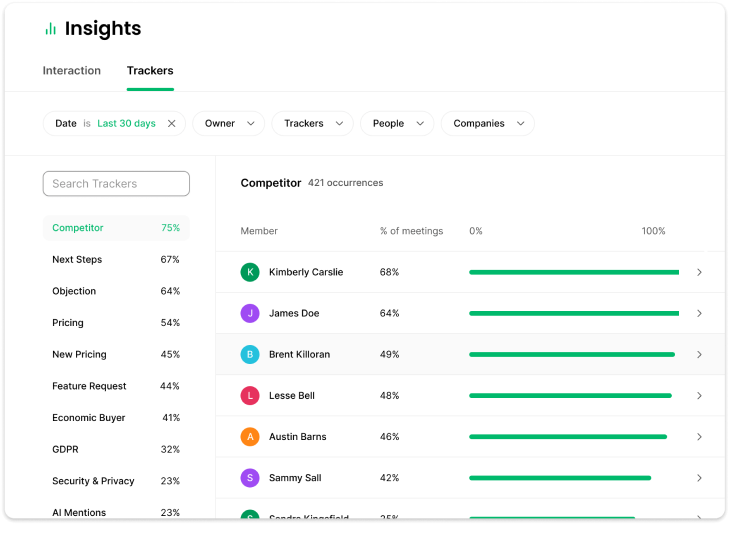 Insights
Interaction Trackers
Date is Last 30 days Owner Trackers People Companies
Search Trackers
Competitor 75%
Next Steps 67%
Objection 64%
Pricing 54%
New Pricing 45%
Feature Request 44%
Economic Buyer 41%
GDPR 32%
Security & Privacy 23%
AI Mentions 23%
Competitor 421 occurrences
Member % of meetings 0% 100%
K Kimberly Carslie 68%
J James Doe 64%
B Brent Killoran 49%
L Lesse Bell 48%
A Austin Barns 46%
S Sammy Sall 42%
S